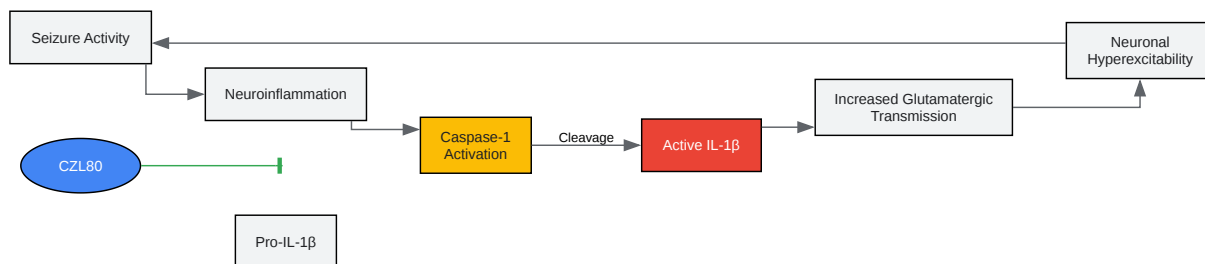 Seizure Activity
Neuronal
Hyperexcitability
Neuroinflammation
Increased Glutamatergic
Transmission
Caspase-1
Activation
Cleavage
Active IL-1β
CZL80
Pro-IL-1β